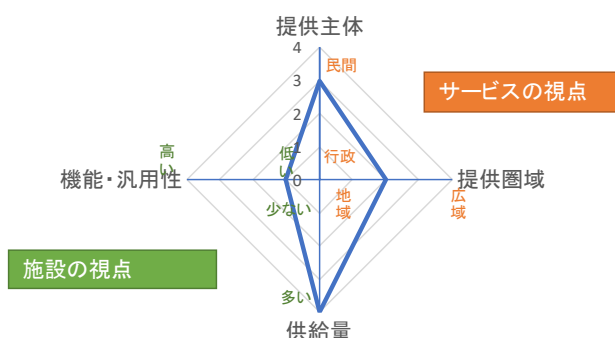 提供主体
4
民間
3
サービスの視点
2
高い
低い
1
行政
機能・汎用性
0
提供圏域
少ない
地域
広域
施設の視点
多い
供給量